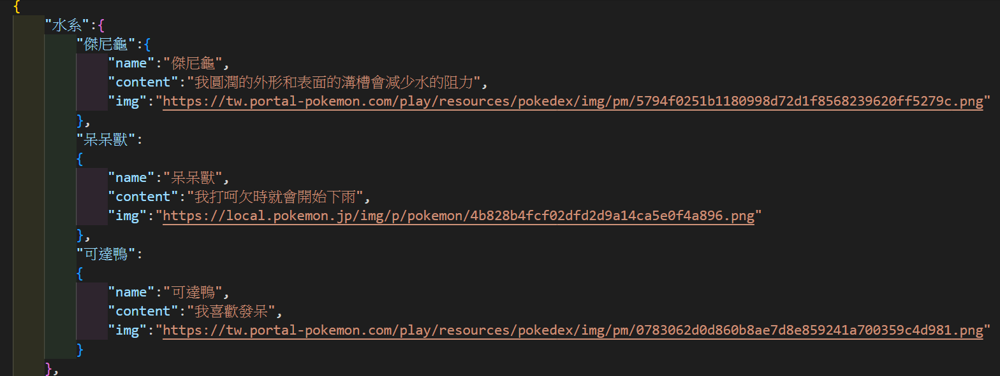 {
"水系":{
"傑尼龜":{
"name":"傑尼龜",
"content":"我圓潤的外形和表面的溝槽會減少水的阻力",
"img":"https://tw.portal-pokemon.com/play/resources/pokedex/img/pm/5794f0251b1180998d72d1f8568239620ff5279c.png"
},
"呆呆獸":
{
"name":"呆呆獸",
"content":"我打呵欠時就會開始下雨",
"img":"https://local.pokemon.jp/img/p/pokemon/4b828b4fcf02dfd2d9a14ca5e0f4a896.png"
},
"可達鴨":
{
"name":"可達鴨",
"content":"我喜歡發呆",
"img":"https://tw.portal-pokemon.com/play/resources/pokedex/img/pm/0783062d0d860b8ae7d8e859241a700359c4d981.png"
}
},